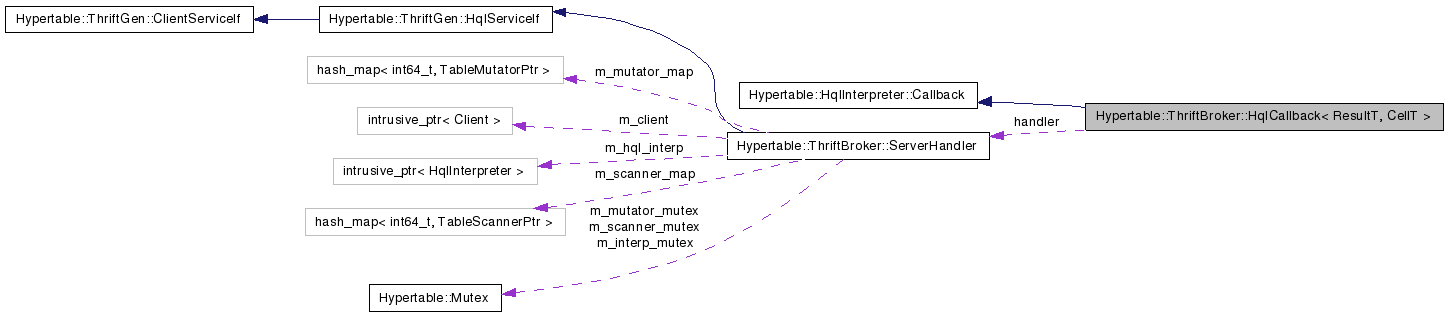 Hypertable::ThriftGen::ClientServiceIf
Hypertable::ThriftGen::HqlServiceIf
hash_map< int64_t, TableMutatorPtr >
m_mutator_map
Hypertable::HqlInterpreter::Callback
Hypertable::ThriftBroker::HqlCallback< ResultT, CellT >
intrusive_ptr< Client >
m_client
handler
m_hql_interp
Hypertable::ThriftBroker::ServerHandler
intrusive_ptr< HqlInterpreter >
m_scanner_map
hash_map< int64_t, TableScannerPtr >
m_mutator_mutex
m_scanner_mutex
m_interp_mutex
Hypertable::Mutex